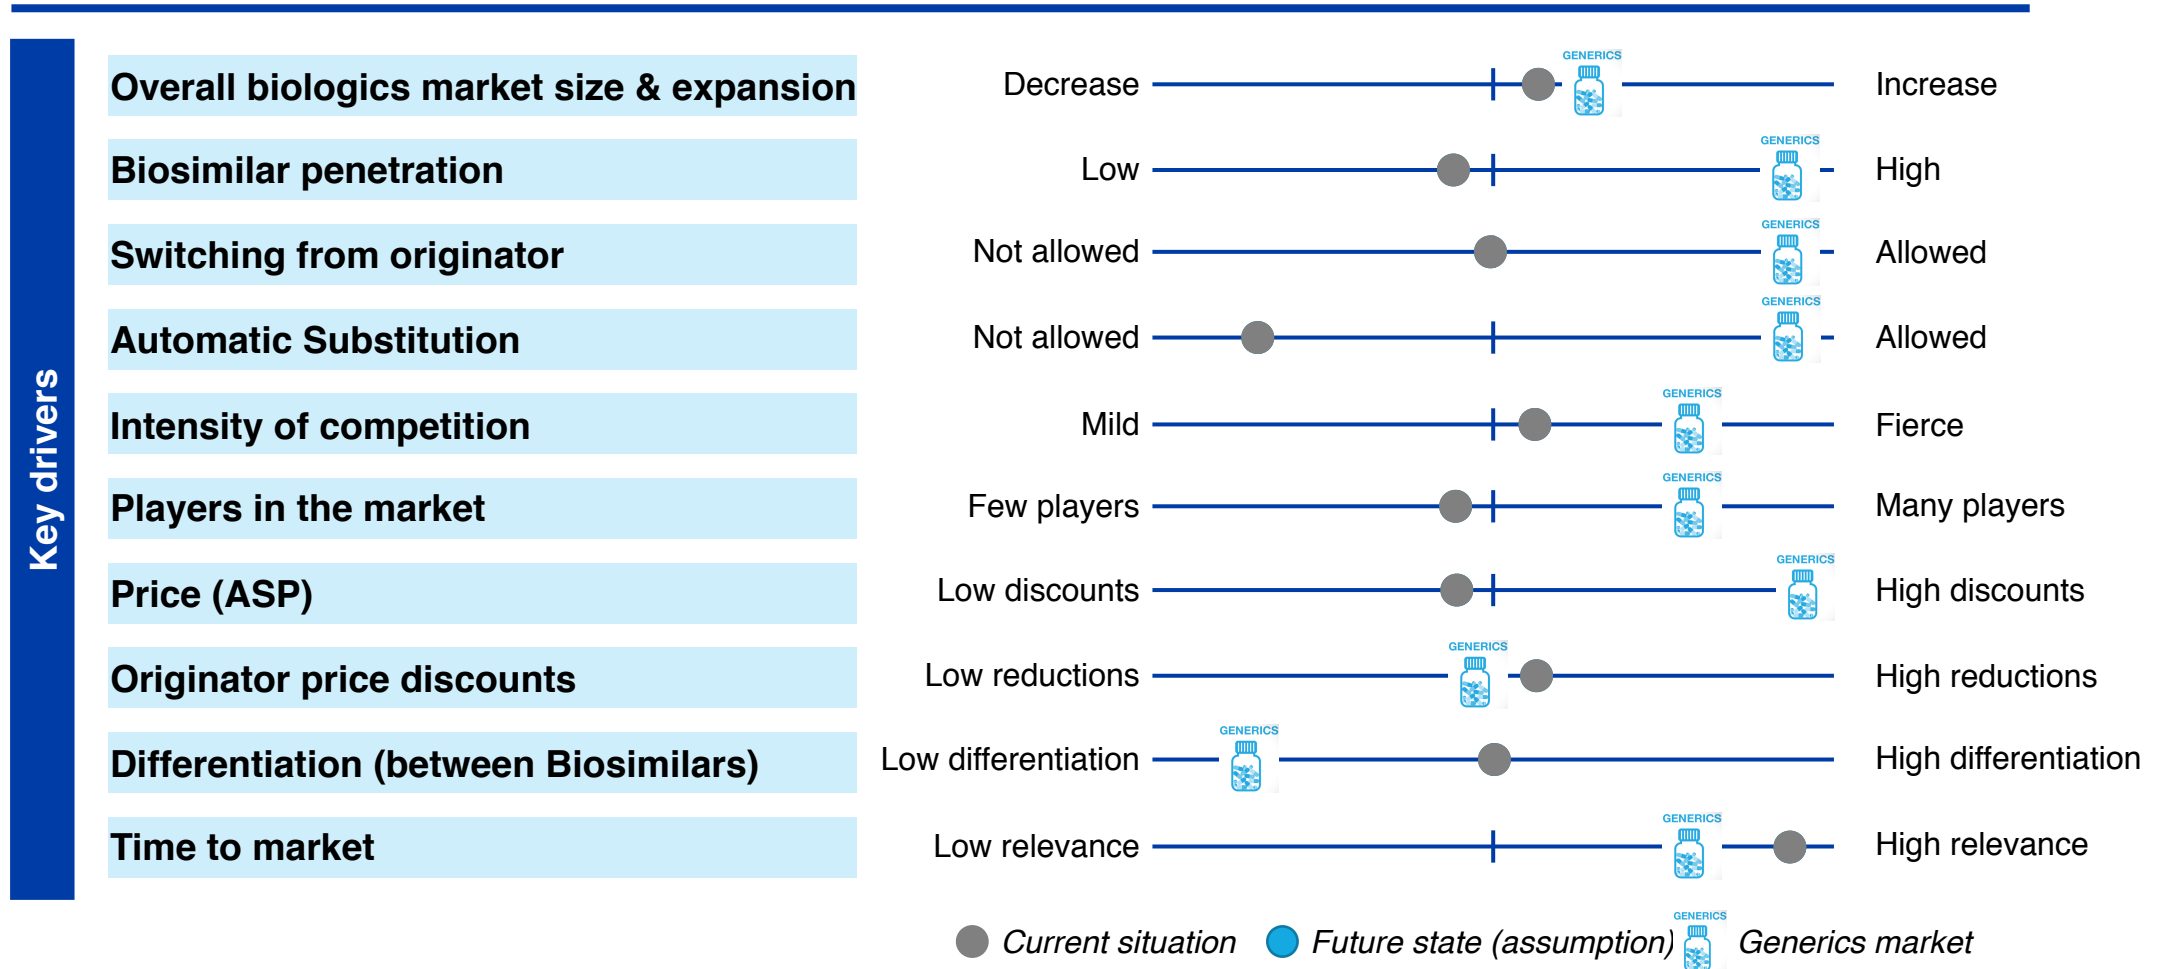 Key drivers
Overall biologics market size & expansion
Decrease
GENERICS
Increase
Biosimilar penetration
Low
GENERICS
High
Switching from originator
Not allowed
GENERICS
Allowed
Automatic Substitution
Not allowed
GENERICS
Allowed
Intensity of competition
Mild
GENERICS
Fierce
Players in the market
Few players
GENERICS
Many players
Price (ASP)
Low discounts
GENERICS
High discounts
Originator price discounts
Low reductions
GENERICS
High reductions
Differentiation (between Biosimilars)
Low differentiation
GENERICS
High differentiation
Time to market
Low relevance
GENERICS
High relevance
Current situation
Future state (assumption)
GENERICS
Generics market